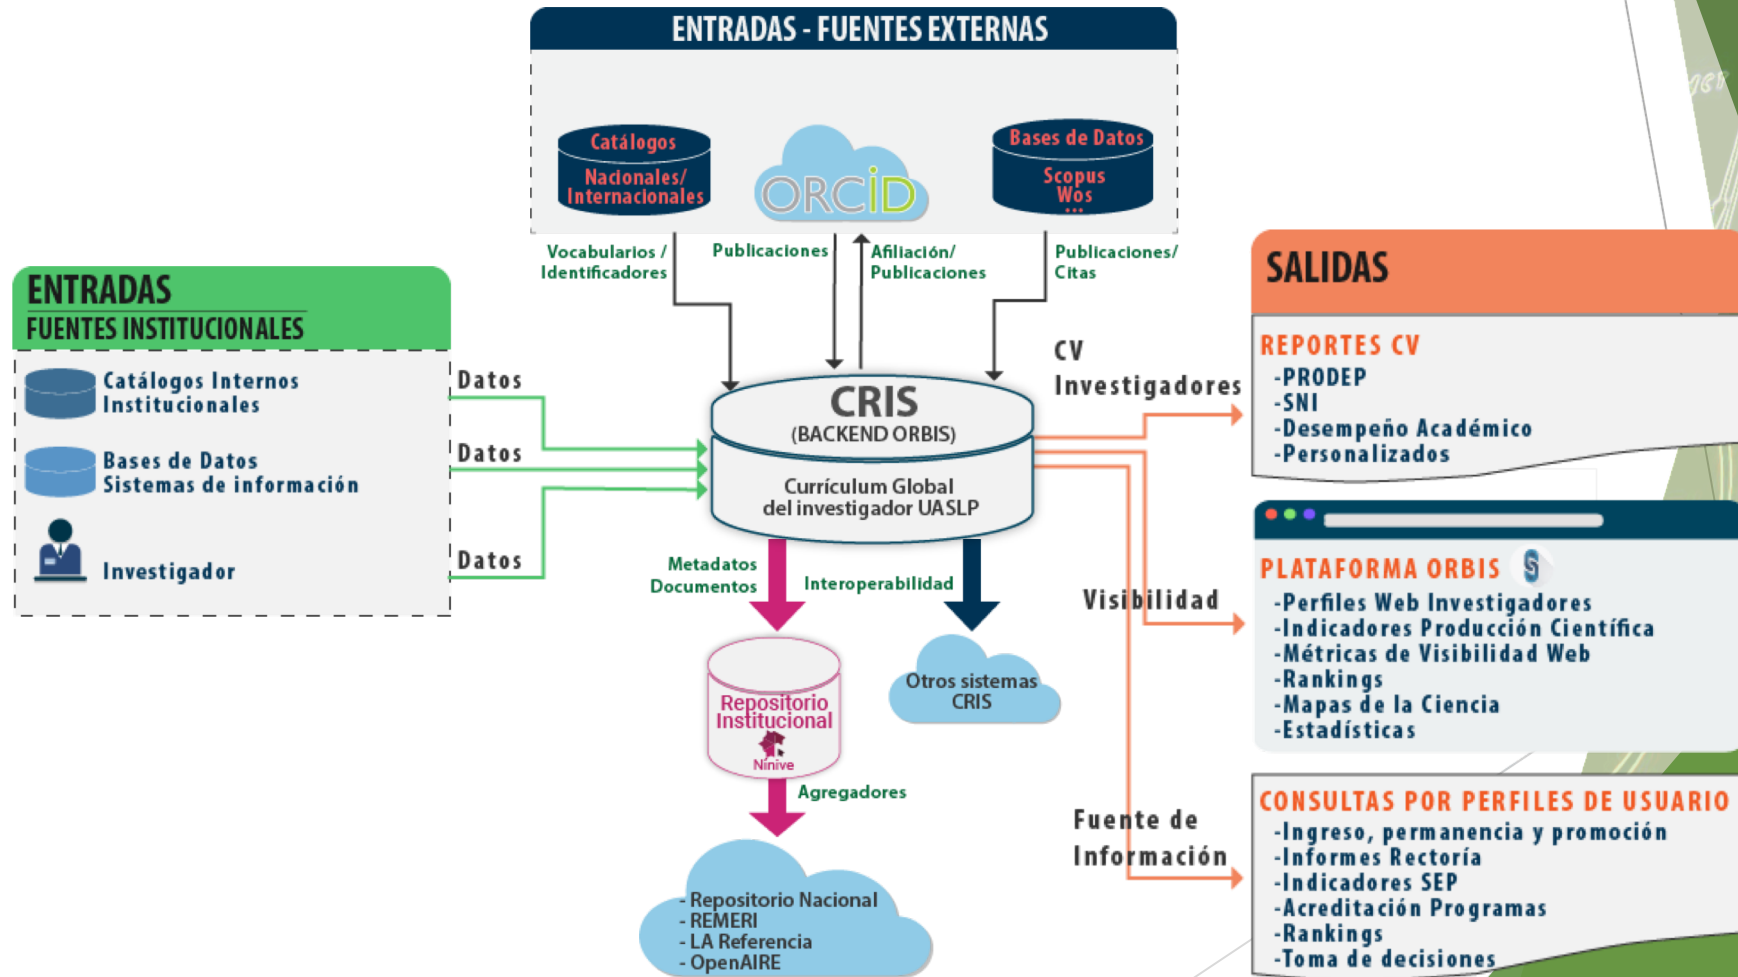 ENTRADAS - FUENTES EXTERNAS
Catálogos
Nacionales/
Internacionales
ORCiD
Bases de Datos
Scopus
Wos
...
Vocabularios /
Identificadores
Publicaciones
Afiliación/
Publicaciones
Publicaciones/
Citas
ENTRADAS
FUENTES INSTITUCIONALES
Catálogos Internos
Institucionales
Bases de Datos
Sistemas de información
Investigador
Datos
Datos
Datos
CRIS
(BACKEND ORBIS)
Currículum Global
del investigador UASLP
Metadatos
Documentos
Interoperabilidad
Repositorio
Institucional
Nínive
Otros sistemas
CRIS
Agregadores
- Repositorio Nacional
- REMERI
- LA Referencia
- OpenAIRE
CV
Investigadores
Visibilidad
Fuente de
Información
SALIDAS
REPORTES CV
-PRODEP
-SNI
-Desempeño Académico
-Personalizados
PLATAFORMA ORBIS
-Perfiles Web Investigadores
-Indicadores Producción Científica
-Métricas de Visibilidad Web
-Rankings
-Mapas de la Ciencia
-Estadísticas
CONSULTAS POR PERFILES DE USUARIO
-Ingreso, permanencia y promoción
-Informes Rectoría
-Indicadores SEP
-Acreditación Programas
-Rankings
-Toma de decisiones